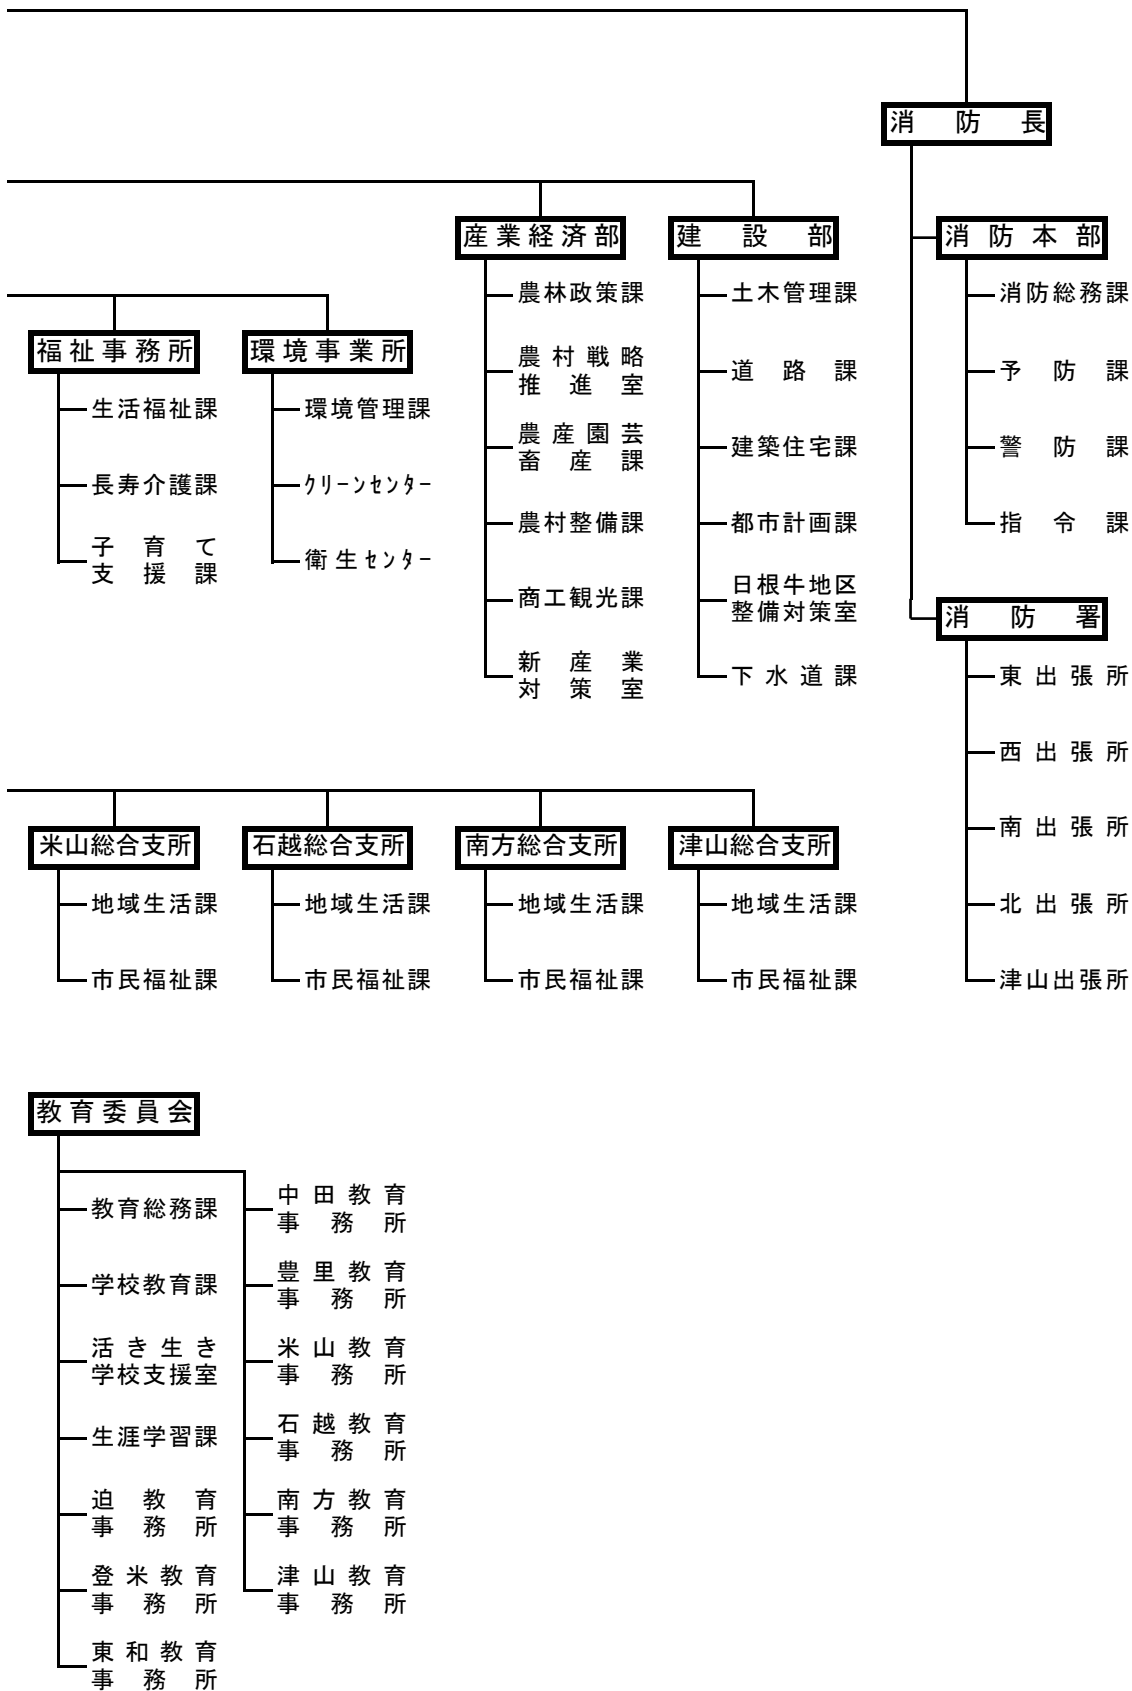 消防長
産業経済部
建設部
消防本部
農林政策課
土木管理課
消防総務課
福祉事務所
環境事業所
農村戦略
推進室
道路課
予防課
生活福祉課
環境管理課
農産園芸
畜産課
建築住宅課
警防課
長寿介護課
ｸﾘｰﾝｾﾝﾀｰ
農村整備課
都市計画課
指令課
子育て
支援課
衛生ｾﾝﾀｰ
商工観光課
日根牛地区
整備対策室
消防署
新産業
対策室
下水道課
東出張所
西出張所
米山総合支所
石越総合支所
南方総合支所
津山総合支所
南出張所
地域生活課
地域生活課
地域生活課
地域生活課
北出張所
市民福祉課
市民福祉課
市民福祉課
市民福祉課
津山出張所
教育委員会
教育総務課
中田教育
事務所
学校教育課
豊里教育
事務所
活き生き
学校支援室
米山教育
事務所
生涯学習課
石越教育
事務所
迫教育
事務所
南方教育
事務所
登米教育
事務所
津山教育
事務所
東和教育
事務所